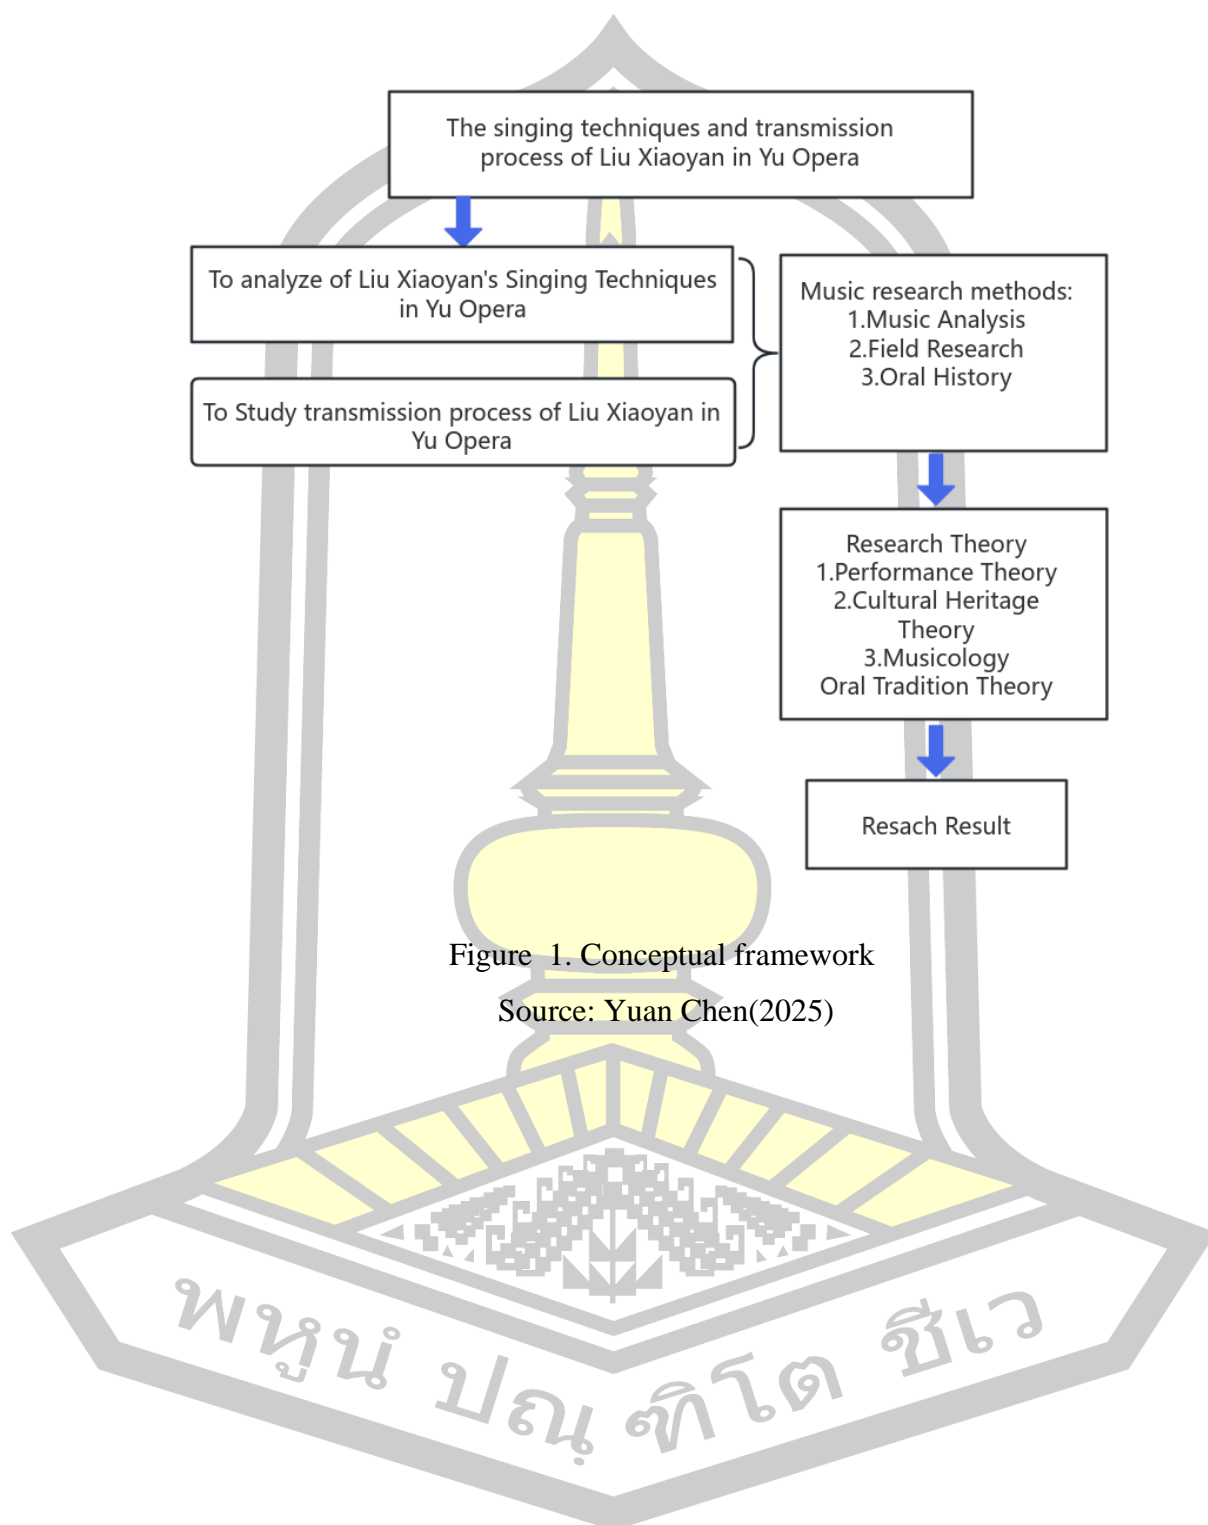 The singing techniques and transmission
process of Liu Xiaoyan in Yu Opera
To analyze of Liu Xiaoyan's Singing Techniques
in Yu Opera
To Study transmission process of Liu Xiaoyan in
Yu Opera
Music research methods:
1.Music Analysis
2.Field Research
3.Oral History
Research Theory
1.Performance Theory
2.Cultural Heritage
Theory
3.Musicology
Oral Tradition Theory
Resach Result
Figure 1. Conceptual framework
Source: Yuan Chen(2025)
พหูนํ ปณฺฑิโต ชีเว